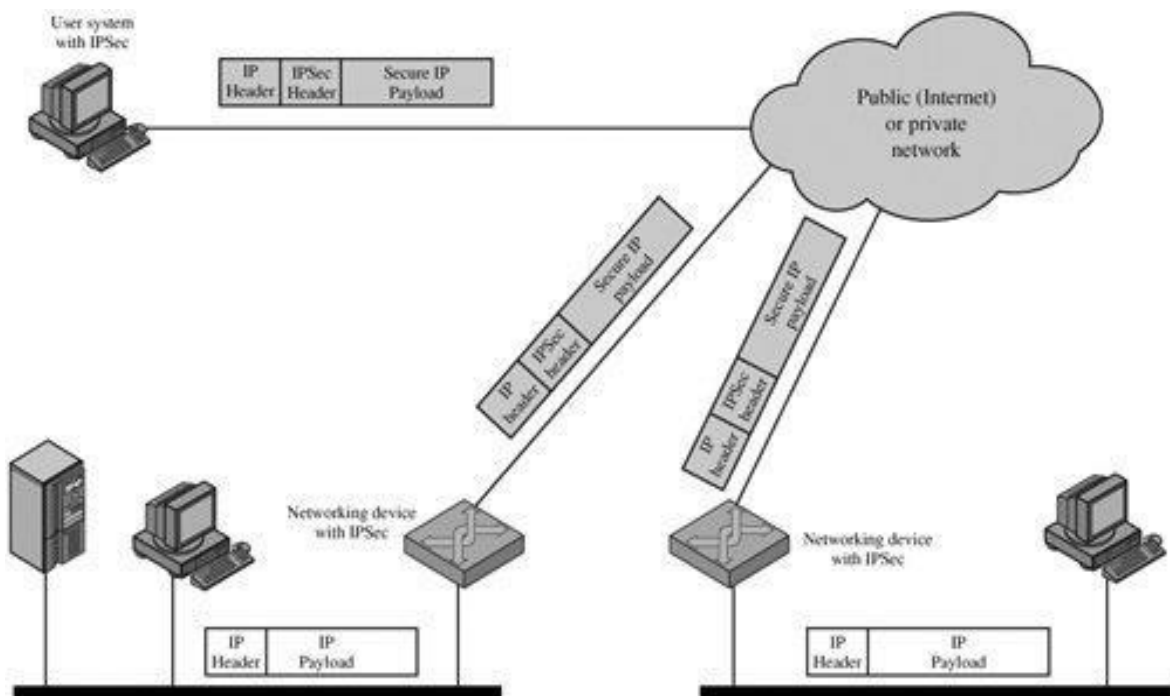 User system
with IPSec
IP
Header
IPSec
Header
Secure IP
Payload
Public (Internet)
or private
network
IP
header
IPSec
header
Secure IP
payload
IP
header
IPSec
header
Secure IP
payload
Networking device
with IPSec
Networking device
with IPSec
IP
Header
IP
Payload
IP
Header
IP
Payload